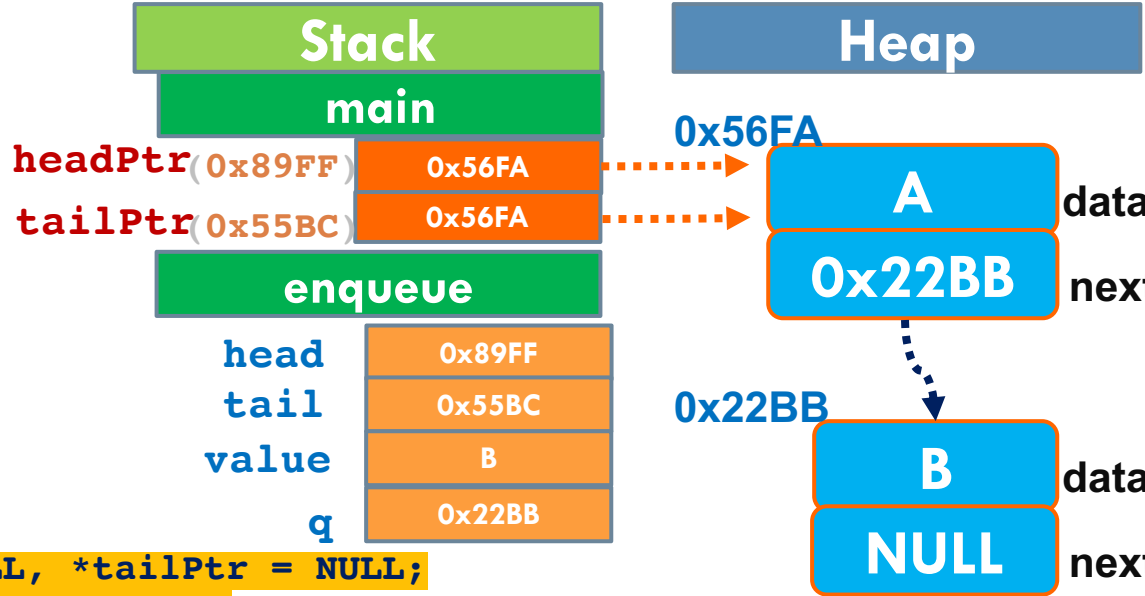 Stack
Heap
main
0x56FA
headPtr(0x89FF) 0x56FA
A data
tailPtr(0x55BC) 0x56FA
0x22BB next
enqueue
head 0x89FF
tail 0x55BC
0x22BB
value B
B data
q 0x22BB
NULL next
LL, *tailPtr = NULL;